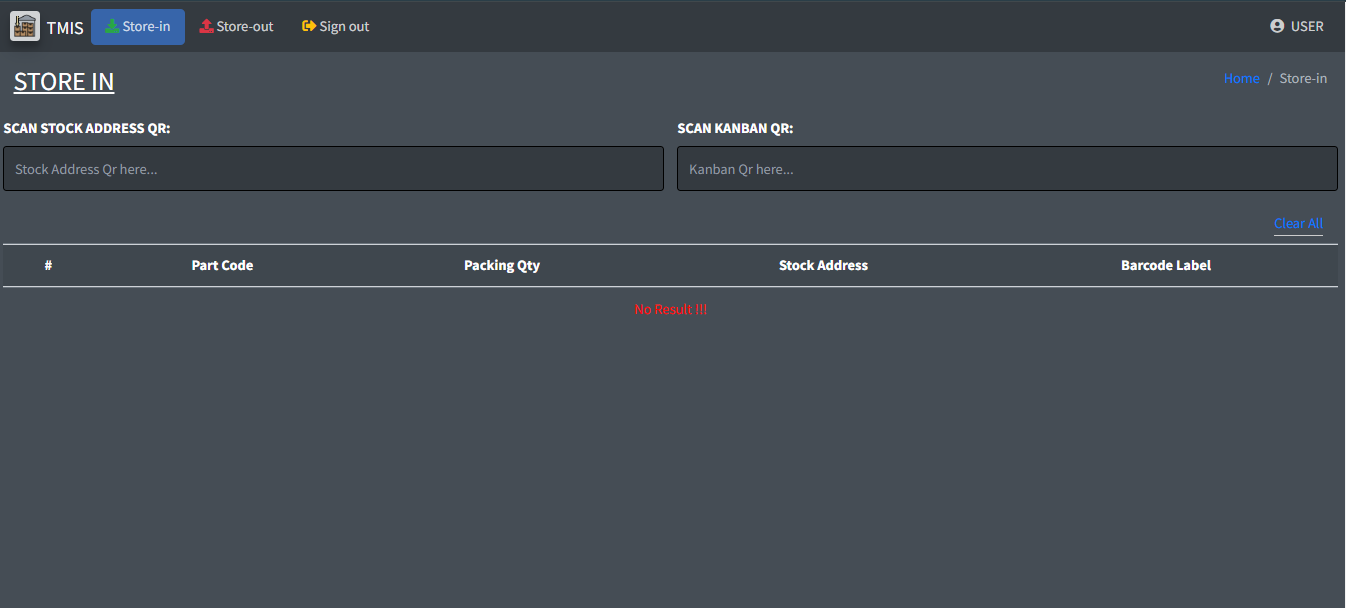 TMIS Store-in Store-out Sign out USER
STORE IN Home / Store-in
SCAN STOCK ADDRESS QR: SCAN KANBAN QR:
Stock Address Qr here... Kanban Qr here...
Clear All
# Part Code Packing Qty Stock Address Barcode Label
No Result !!!